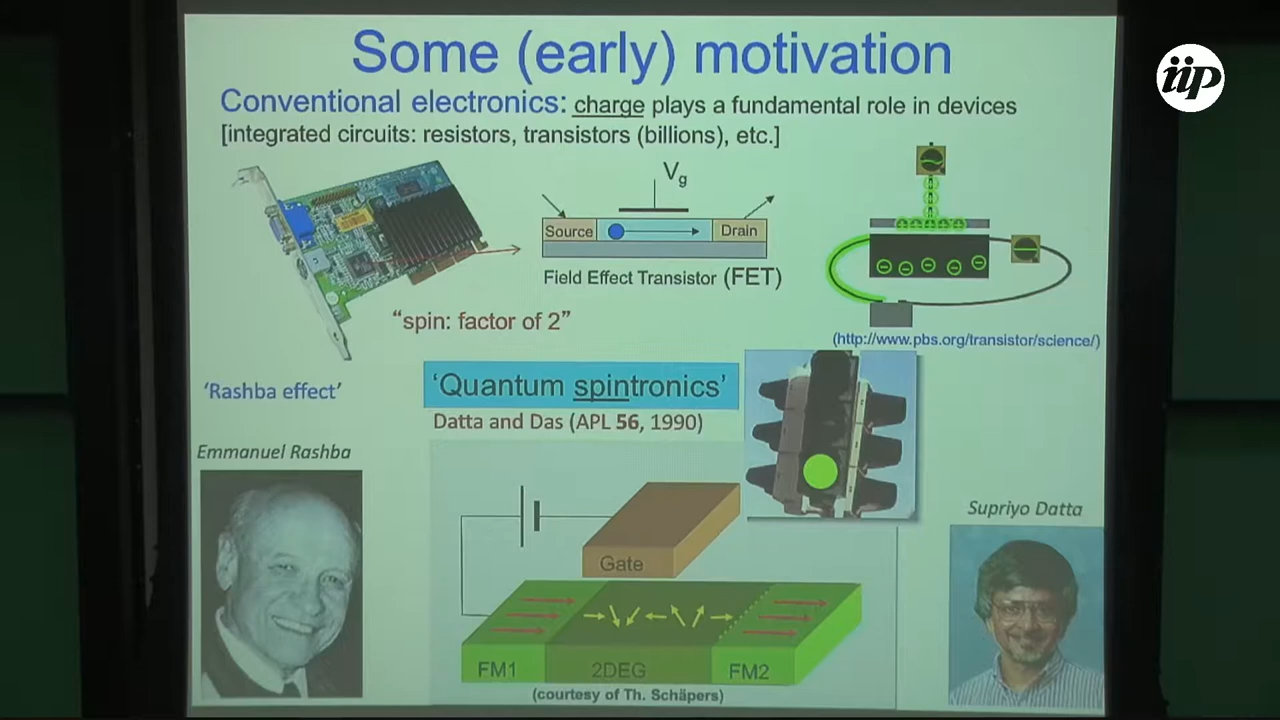 Some (early) motivation
iip
Conventional electronics: charge plays a fundamental role in devices
[integrated circuits: resistors, transistors (billions), etc.]
Vg
Source
Drain
Field Effect Transistor (FET)
"spin: factor of 2"
(http://www.pbs.org/transistor/science/)
'Rashba effect'
'Quantum spintronics'
Datta and Das (APL 56, 1990)
Emmanuel Rashba
Supriyo Datta
Gate
FM1
2DEG
FM2
(courtesy of Th. Schäpers)